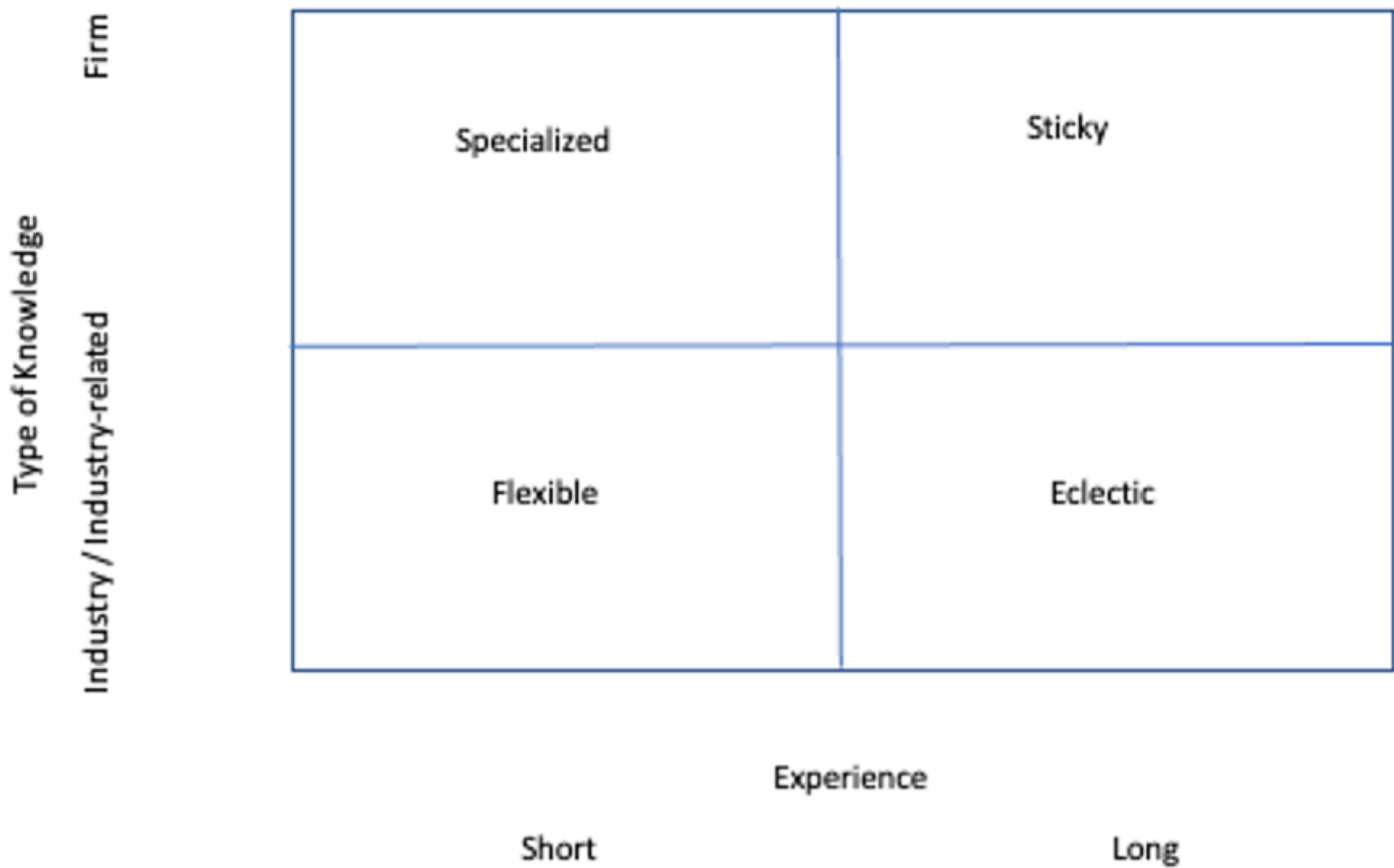 Firm
Specialized
Sticky
Type of Knowledge
Industry / Industry-related
Flexible
Eclectic
Experience
Short
Long